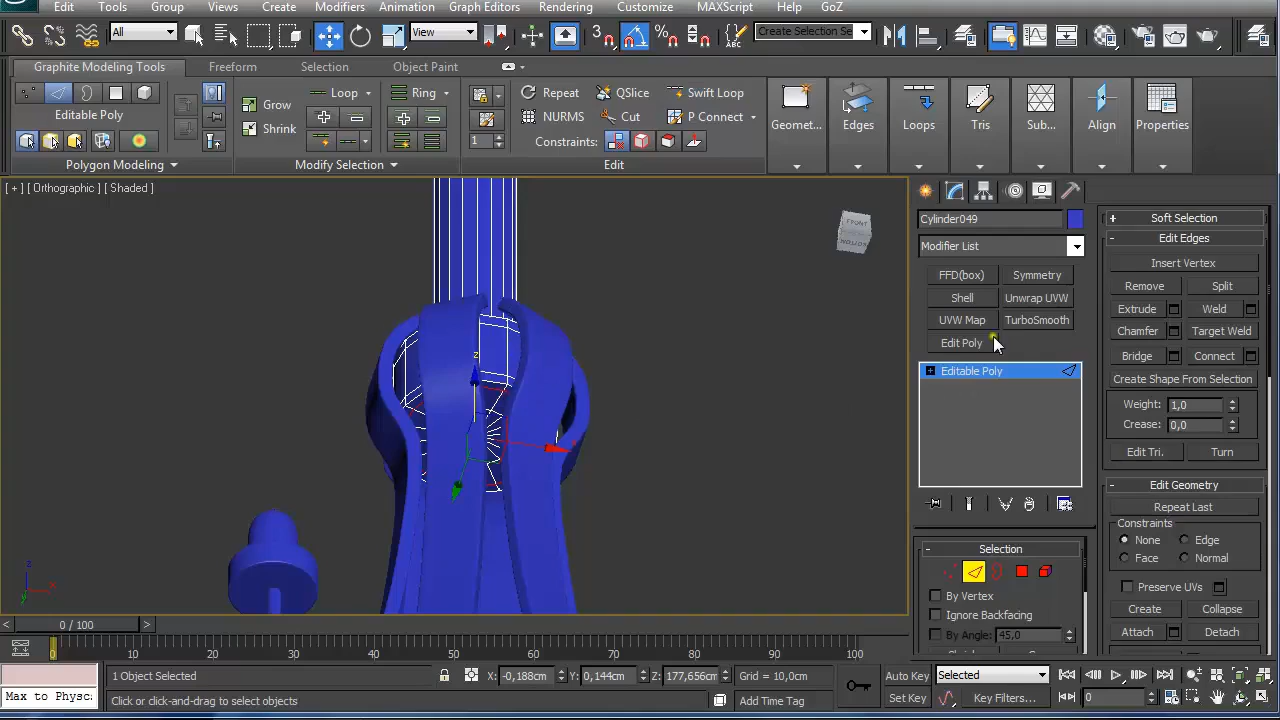 Edit Tools Group Views Create Modifiers Animation Graph Editors Rendering Customize MAXScript Help GoZ
All View 3 Create Selection Se
Graphite Modeling Tools Freeform Selection Object Paint
Grow Loop Ring Repeat QSlice Swift Loop
Editable Poly Shrink 1 NURMS Cut P Connect Geomet... Edges Loops Tris Sub... Align Properties
Constraints:
Polygon Modeling Modify Selection Edit
[ + ] [ Orthographic ] [ Shaded ]
FRONT
BOTTOM
z
z
x
y
Cylinder049
Modifier List
FFD(box) Symmetry
Shell Unwrap UVW
UVW Map TurboSmooth
Edit Poly
+ Editable Poly
- Selection
By Vertex
Ignore Backfacing
By Angle: 45,0
+ Soft Selection
- Edit Edges
Insert Vertex
Remove Split
Extrude Weld
Chamfer Target Weld
Bridge Connect
Create Shape From Selection
Weight: 1,0
Crease: 0,0
Edit Tri. Turn
- Edit Geometry
Repeat Last
Constraints
None Edge
Face Normal
Preserve UVs
Create Collapse
Attach Detach
< 0 / 100 >
0 10 20 30 40 50 60 70 80 90 100
1 Object Selected X: -0,188cm Y: 0,144cm Z: 177,656cm Grid = 10,0cm Auto Key Selected
Max to Physc: Click or click-and-drag to select objects Add Time Tag Set Key Key Filters... 0